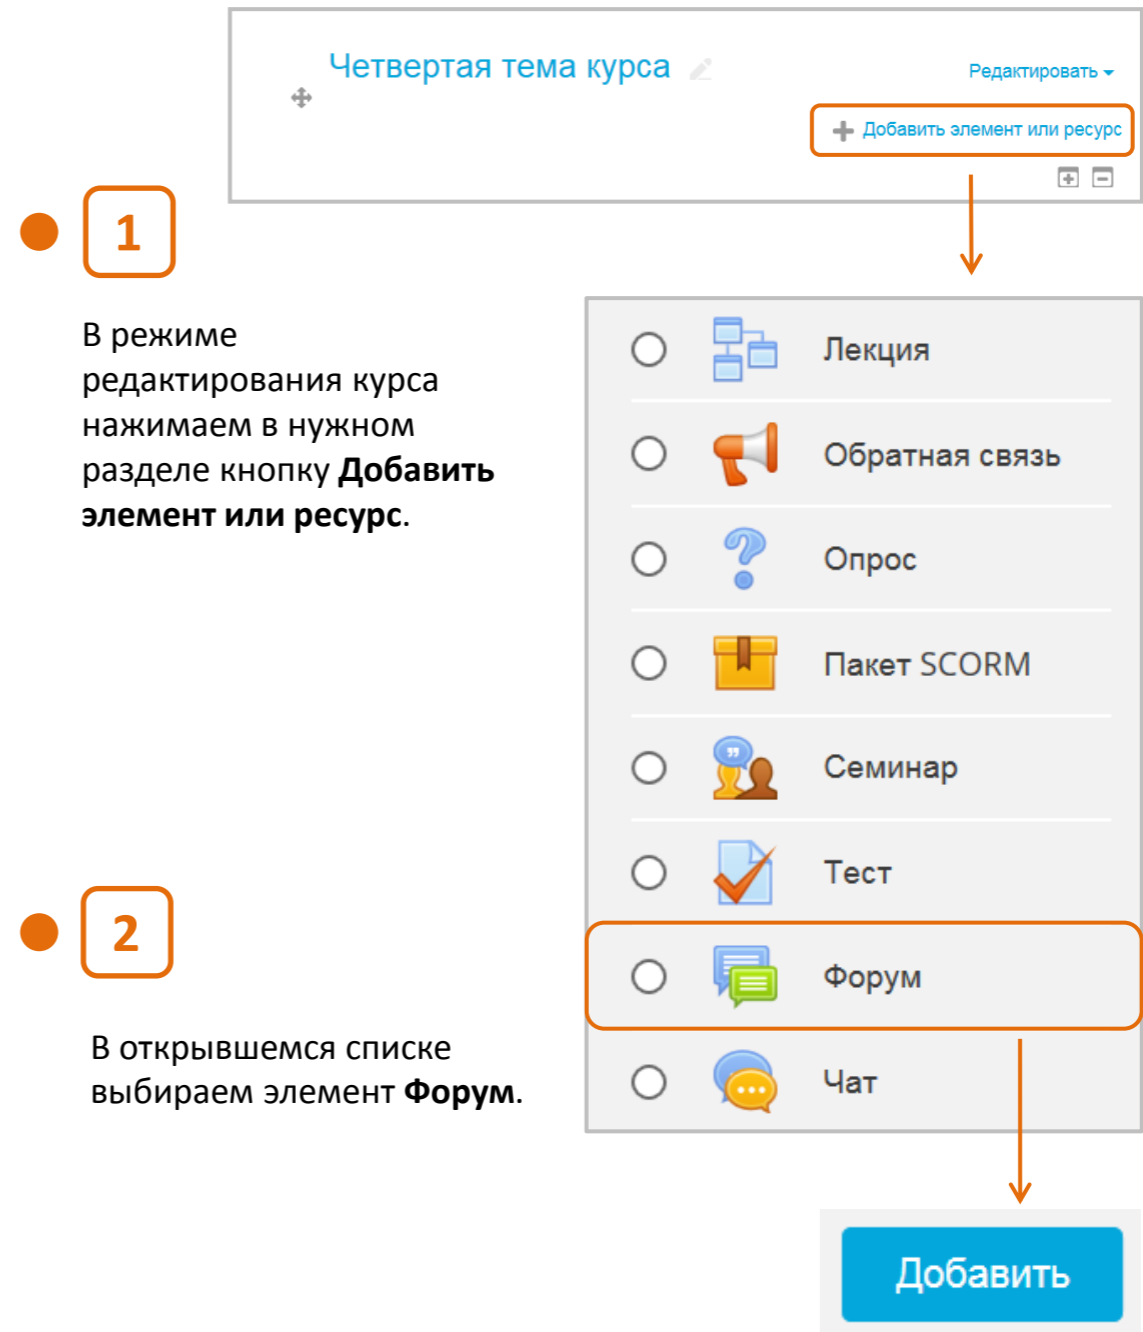 Четвертая тема курса
Редактировать
Добавить элемент или ресурс
1
В режиме
редактирования курса
нажимаем в нужном
разделе кнопку Добавить
элемент или ресурс.
Лекция
Обратная связь
Опрос
Пакет SCORM
Семинар
Тест
Форум
Чат
2
В открывшемся списке
выбираем элемент Форум.
Добавить